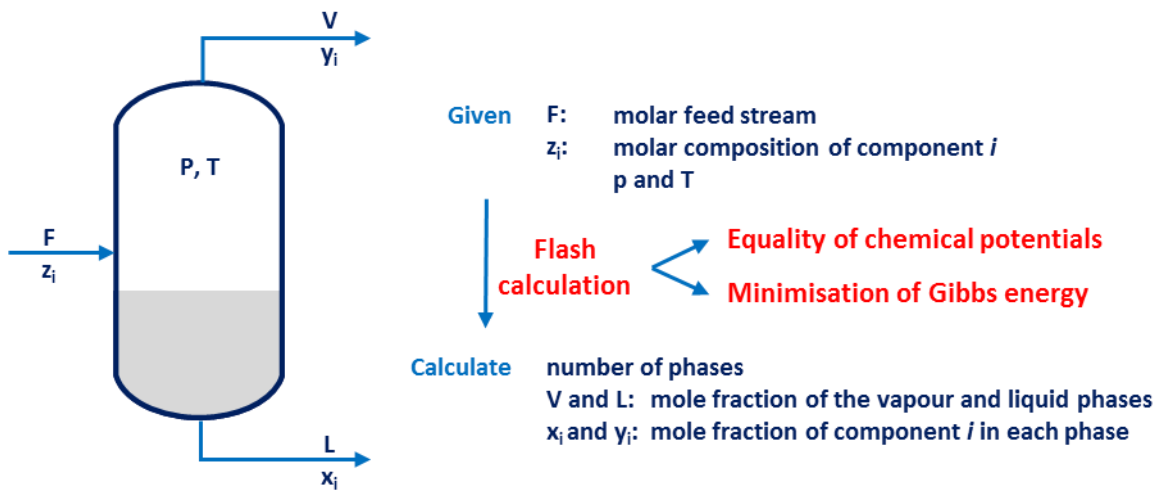 V
yᵢ
P, T
F
zᵢ
L
xᵢ
Given F: molar feed stream
zᵢ: molar composition of component i
p and T
Flash
calculation
Equality of chemical potentials
Minimisation of Gibbs energy
Calculate number of phases
V and L: mole fraction of the vapour and liquid phases
xᵢ and yᵢ: mole fraction of component i in each phase